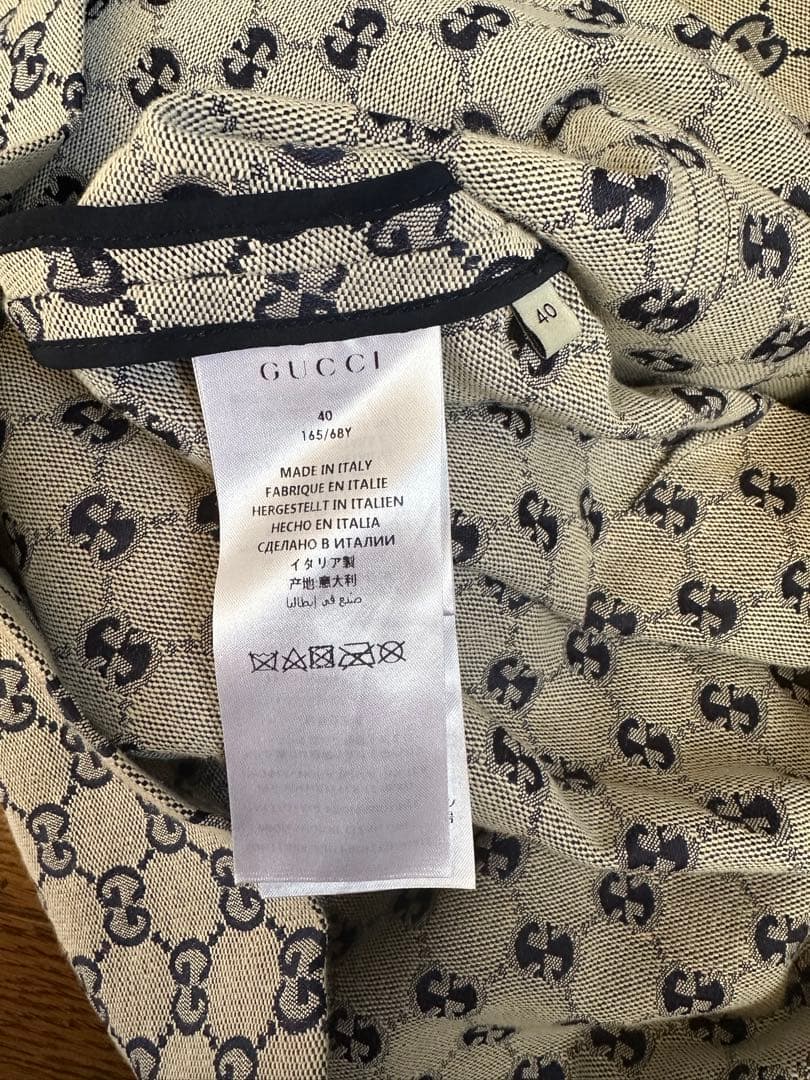 40
GUCCI
40
165/68Y
MADE IN ITALY
FABRIQUE EN ITALIE
HERGESTELLT IN ITALIEN
HECHO EN ITALIA
СДЕЛАНО В ИТАЛИИ
イタリア製
产地:意大利
صنع في إيطاليا